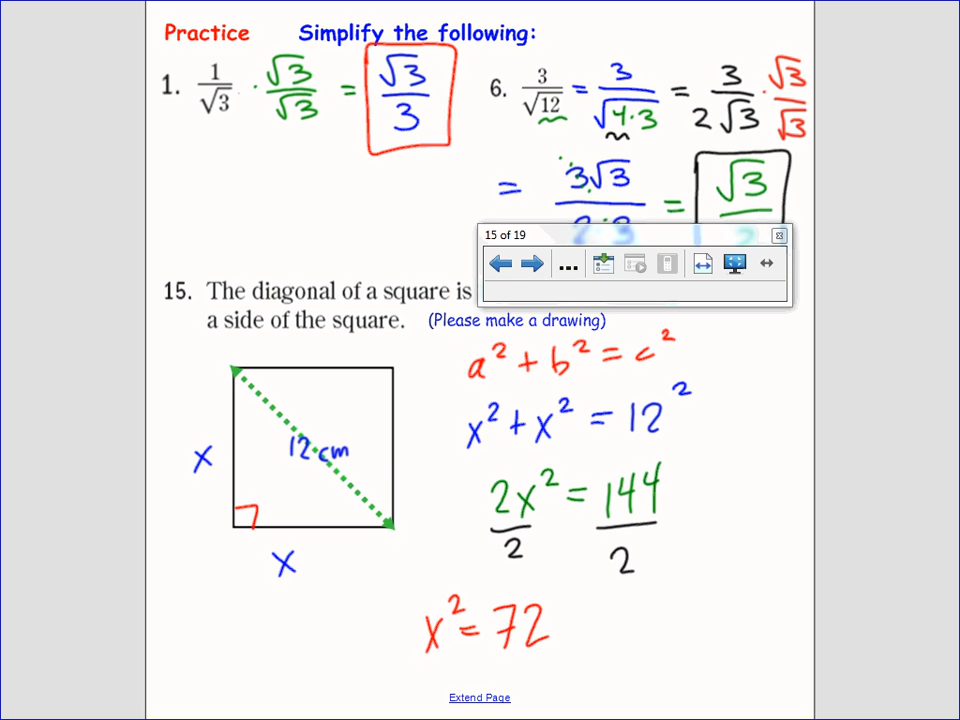 Practice Simplify the following:
1. 1/√3 · √3/√3 = √3/3
6. 3/√12 = 3/√4·3 = 3/2√3 · √3/√3
= 3√3/2·3 = √3/2
15 of 19
15. The diagonal of a square is
a side of the square. (Please make a drawing)
a² + b² = c²
x² + x² = 12²
12 cm
x
2x²/2 = 144/2
x
x² = 72
Extend Page